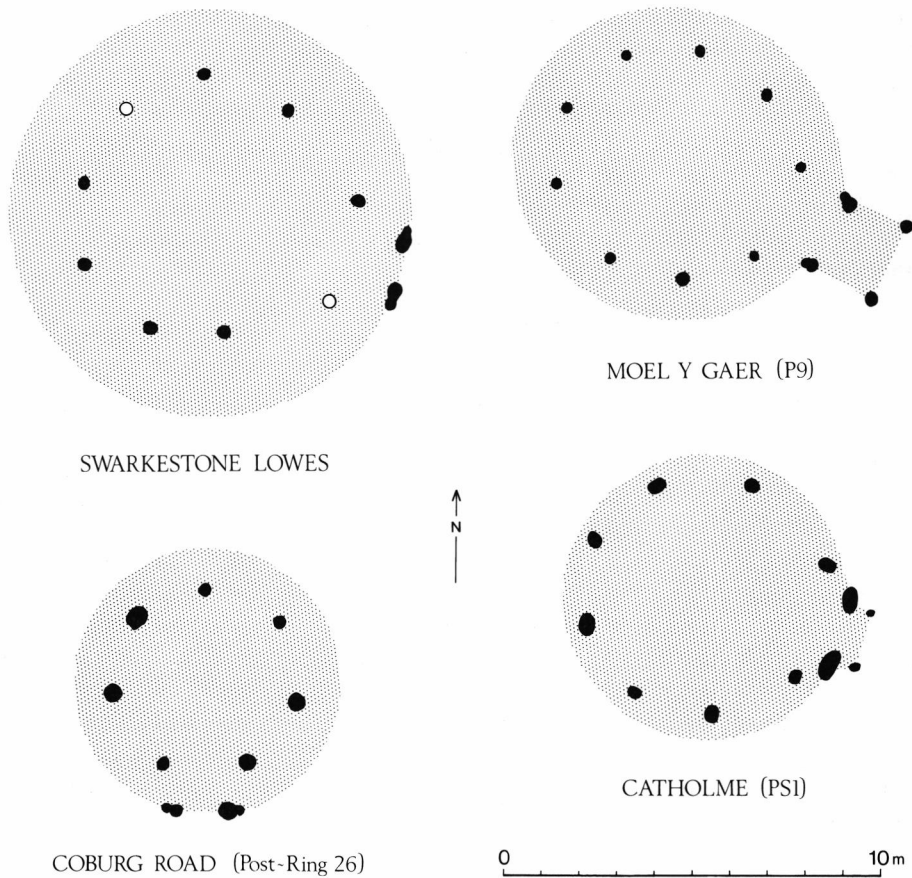 MOEL Y GAER (P9)
SWARKESTONE LOWES
N
CATHOLME (PS1)
COBURG ROAD (Post-Ring 26)
0 10 m